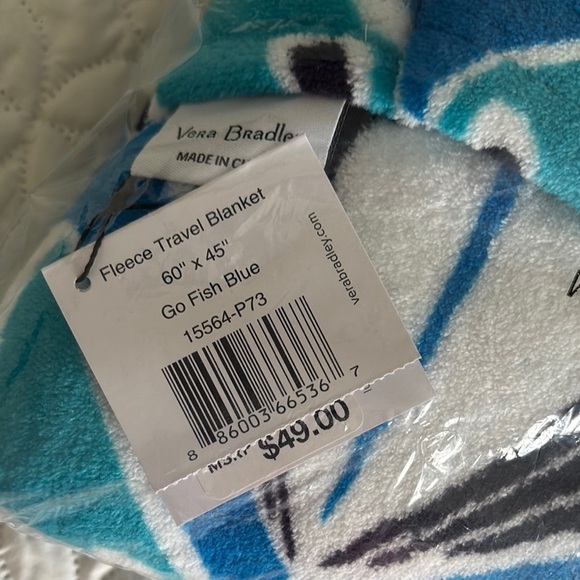 VERA BRADLEY
MADE IN
Fleece Travel Blanket
60" x 45"
Go Fish Blue
15564-P73
verabradley.com
8 86003 66536 7
MSRP $49.00